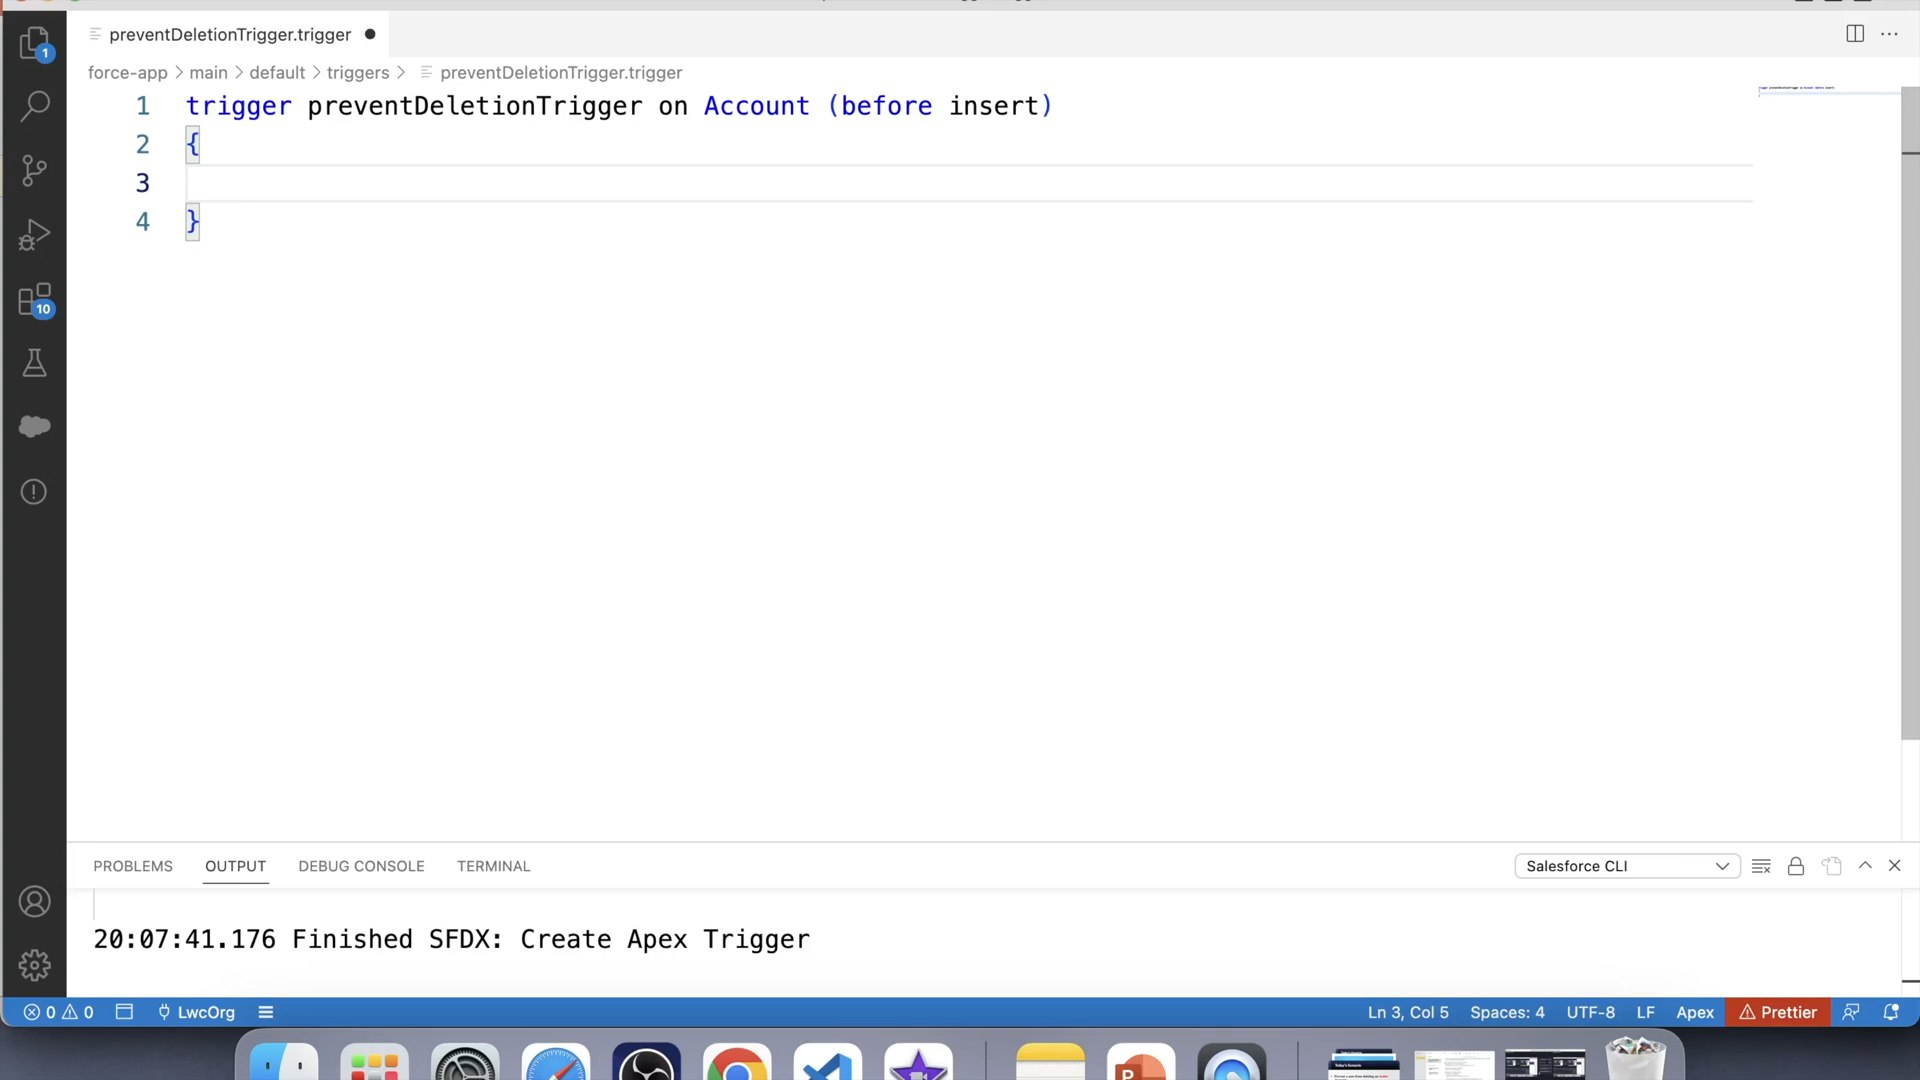 preventDeletionTrigger.trigger
force-app > main > default > triggers > preventDeletionTrigger.trigger
1 trigger preventDeletionTrigger on Account (before insert)
2 {
3
4 }
1
10
PROBLEMS OUTPUT DEBUG CONSOLE TERMINAL Salesforce CLI
20:07:41.176 Finished SFDX: Create Apex Trigger
0 0 LwcOrg Ln 3, Col 5 Spaces: 4 UTF-8 LF Apex Prettier